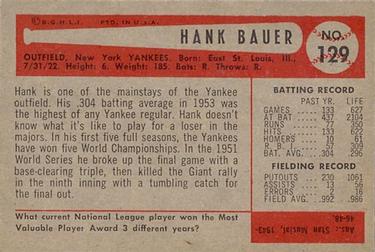 © B.G.H.L.I. PTD. IN U.S.A.
HANK BAUER
NO.
129
OUTFIELD, New York YANKEES. Born: East St. Louis, Ill.,
7/31/22. Height: 6. Weight: 185. Bats: R. Throws: R.
Hank is one of the mainstays of the Yankee
outfield. His .304 batting average in 1953 was
the highest of any Yankee regular. Hank doesn't
know what it's like to play for a loser in the
majors. In his first five full seasons, the Yankees
have won five World Championships. In the 1951
World Series he broke up the final game with a
base-clearing triple, then killed the Giant rally
in the ninth inning with a tumbling catch for
the final out.
BATTING RECORD
PAST YR. LIFE
GAMES 133 627
AT BAT 437 2104
RUNS 77 350
HITS 133 622
HOMERS 10 61
R. B. I. 57 309
BAT. AVG. .304 .296
FIELDING RECORD
PUTOUTS 230 1061
ASSISTS 13 56
ERRORS 2 16
FIELD AVG. .992 .986
What current National League player won the Most
Valuable Player Award 3 different years?
Ans: Stan Musial, 1943-
46-48.